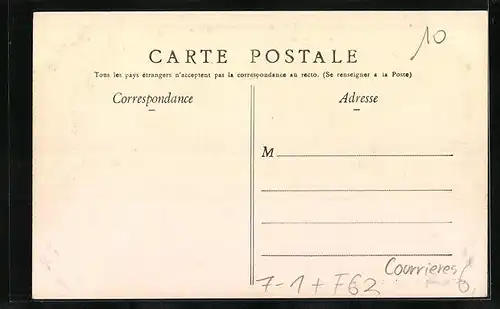 10
CARTE POSTALE
Tous les pays étrangers n'acceptent pas la correspondance au recto. (Se renseigner à la Poste)
Correspondance
Adresse
M
Courrieres
7-1+F62